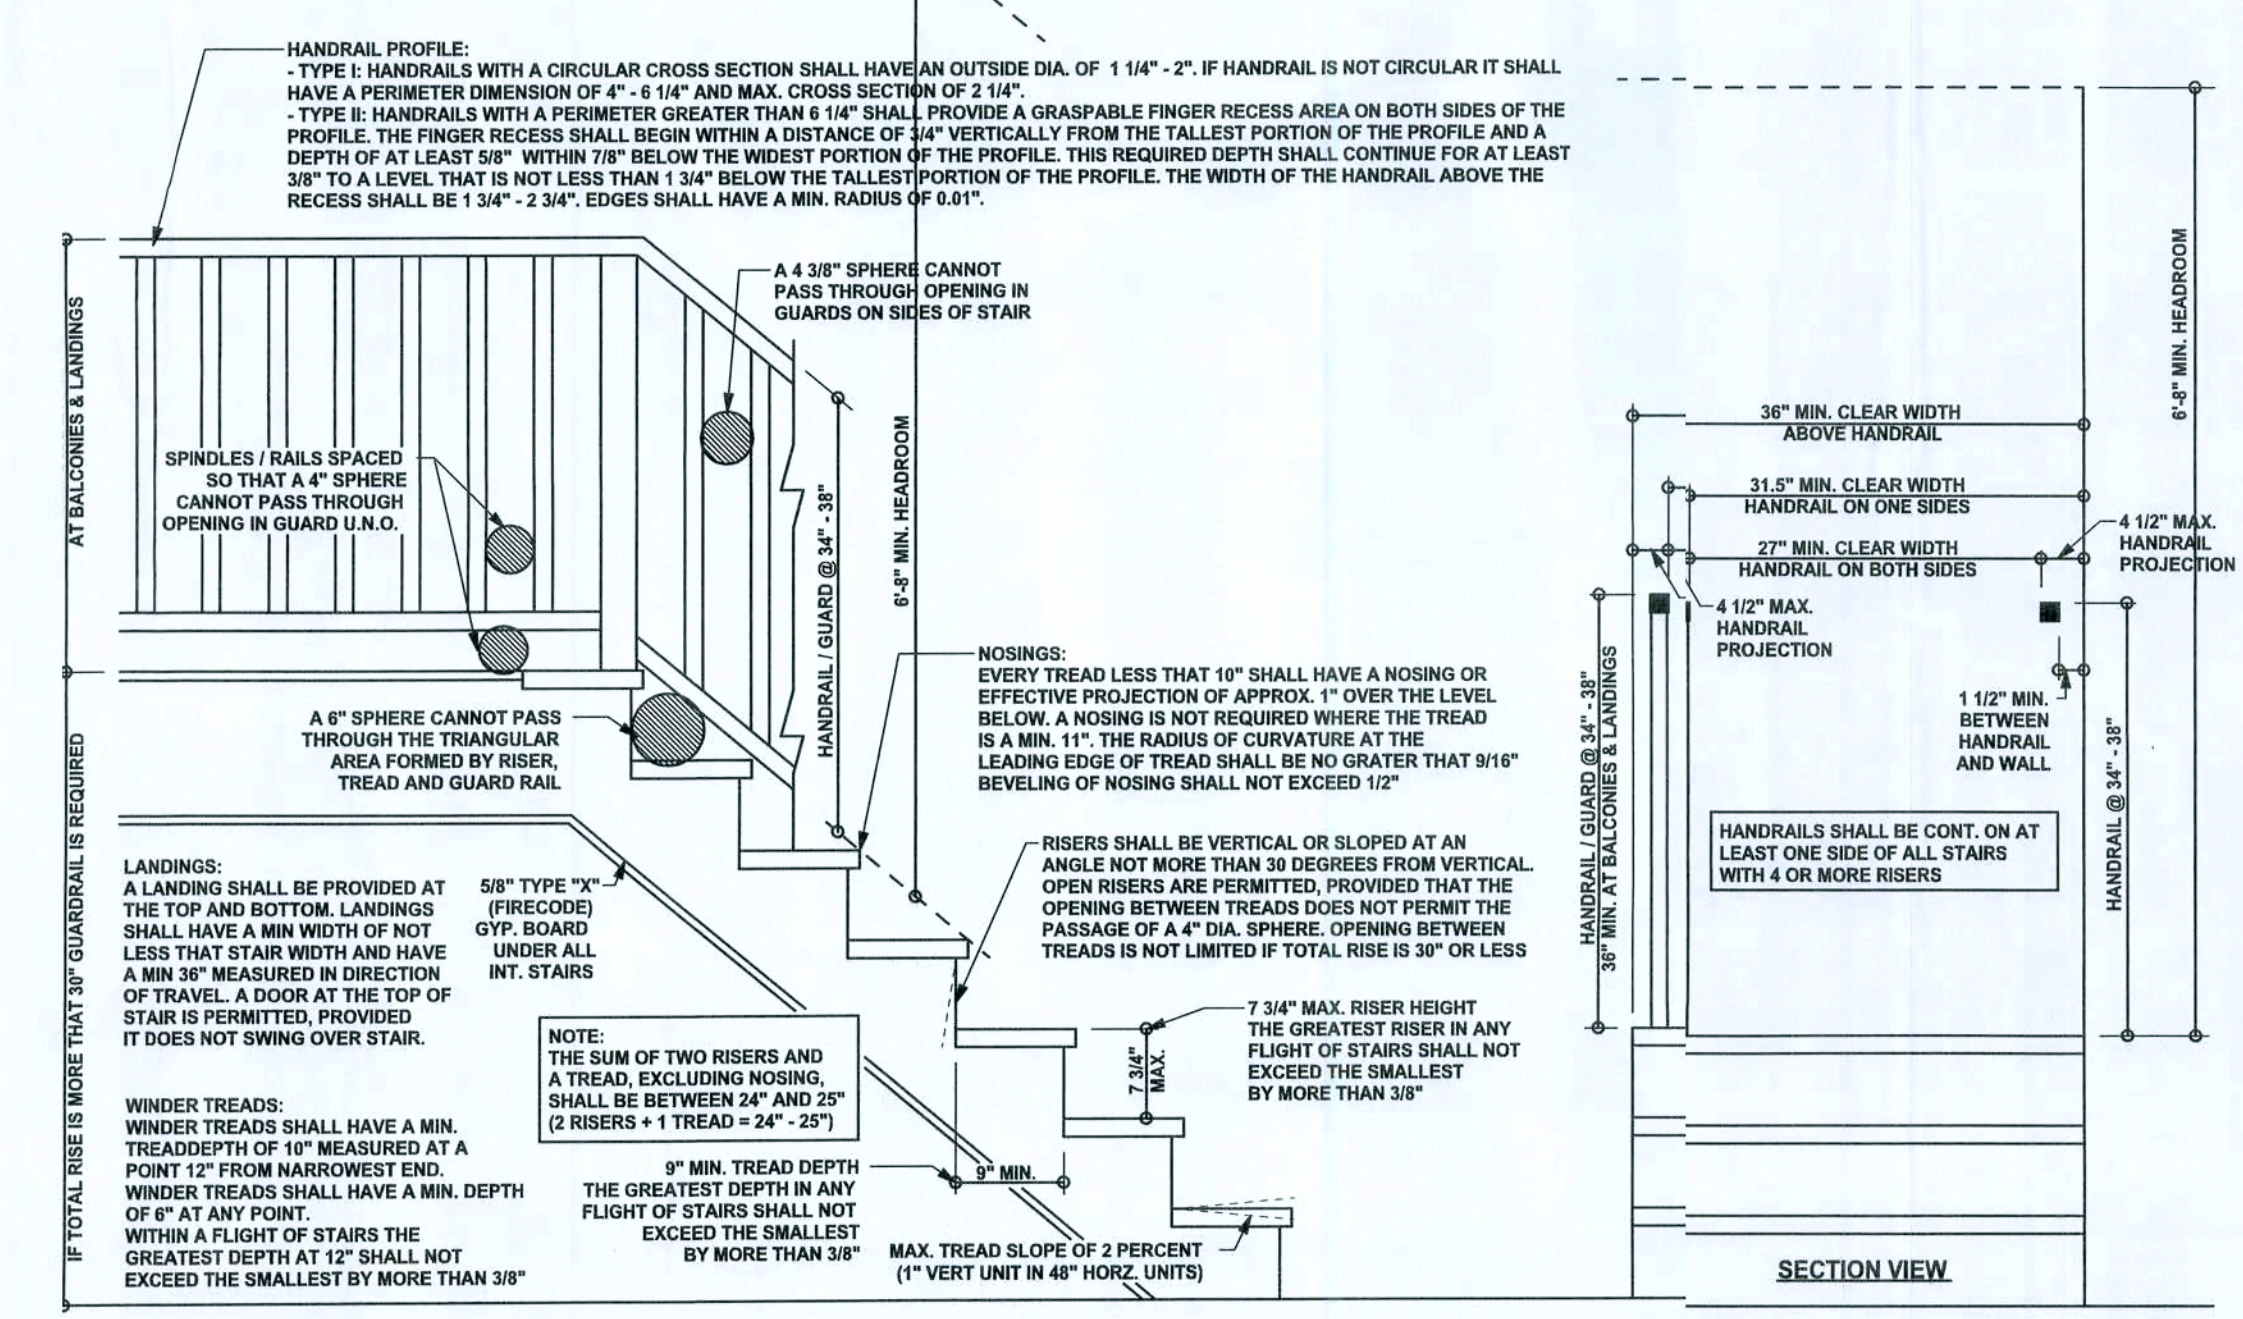 HANDRAIL PROFILE:
- TYPE I: HANDRAILS WITH A CIRCULAR CROSS SECTION SHALL HAVE AN OUTSIDE DIA. OF 1 1/4" - 2". IF HANDRAIL IS NOT CIRCULAR IT SHALL
HAVE A PERIMETER DIMENSION OF 4" - 6 1/4" AND MAX. CROSS SECTION OF 2 1/4".
- TYPE II: HANDRAILS WITH A PERIMETER GREATER THAN 6 1/4" SHALL PROVIDE A GRASPABLE FINGER RECESS AREA ON BOTH SIDES OF THE
PROFILE. THE FINGER RECESS SHALL BEGIN WITHIN A DISTANCE OF 3/4" VERTICALLY FROM THE TALLEST PORTION OF THE PROFILE AND A
DEPTH OF AT LEAST 5/8" WITHIN 7/8" BELOW THE WIDEST PORTION OF THE PROFILE. THIS REQUIRED DEPTH SHALL CONTINUE FOR AT LEAST
3/8" TO A LEVEL THAT IS NOT LESS THAN 1 3/4" BELOW THE TALLEST PORTION OF THE PROFILE. THE WIDTH OF THE HANDRAIL ABOVE THE
RECESS SHALL BE 1 3/4" - 2 3/4". EDGES SHALL HAVE A MIN. RADIUS OF 0.01".
A 4 3/8" SPHERE CANNOT
PASS THROUGH OPENING IN
GUARDS ON SIDES OF STAIR
AT BALCONIES & LANDINGS
SPINDLES / RAILS SPACED
SO THAT A 4" SPHERE
CANNOT PASS THROUGH
OPENING IN GUARD U.N.O.
HANDRAIL / GUARD @ 34" - 38"
6'-8" MIN. HEADROOM
A 6" SPHERE CANNOT PASS
THROUGH THE TRIANGULAR
AREA FORMED BY RISER,
TREAD AND GUARD RAIL
NOSINGS:
EVERY TREAD LESS THAT 10" SHALL HAVE A NOSING OR
EFFECTIVE PROJECTION OF APPROX. 1" OVER THE LEVEL
BELOW. A NOSING IS NOT REQUIRED WHERE THE TREAD
IS A MIN. 11". THE RADIUS OF CURVATURE AT THE
LEADING EDGE OF TREAD SHALL BE NO GRATER THAT 9/16"
BEVELING OF NOSING SHALL NOT EXCEED 1/2"
RISERS SHALL BE VERTICAL OR SLOPED AT AN
ANGLE NOT MORE THAN 30 DEGREES FROM VERTICAL.
OPEN RISERS ARE PERMITTED, PROVIDED THAT THE
OPENING BETWEEN TREADS DOES NOT PERMIT THE
PASSAGE OF A 4" DIA. SPHERE. OPENING BETWEEN
TREADS IS NOT LIMITED IF TOTAL RISE IS 30" OR LESS
IF TOTAL RISE IS MORE THAT 30" GUARDRAIL IS REQUIRED
LANDINGS:
A LANDING SHALL BE PROVIDED AT
THE TOP AND BOTTOM. LANDINGS
SHALL HAVE A MIN WIDTH OF NOT
LESS THAT STAIR WIDTH AND HAVE
A MIN 36" MEASURED IN DIRECTION
OF TRAVEL. A DOOR AT THE TOP OF
STAIR IS PERMITTED, PROVIDED
IT DOES NOT SWING OVER STAIR.
5/8" TYPE "X"
(FIRECODE)
GYP. BOARD
UNDER ALL
INT. STAIRS
NOTE:
THE SUM OF TWO RISERS AND
A TREAD, EXCLUDING NOSING,
SHALL BE BETWEEN 24" AND 25"
(2 RISERS + 1 TREAD = 24" - 25")
7 3/4"
MAX.
7 3/4" MAX. RISER HEIGHT
THE GREATEST RISER IN ANY
FLIGHT OF STAIRS SHALL NOT
EXCEED THE SMALLEST
BY MORE THAN 3/8"
WINDER TREADS:
WINDER TREADS SHALL HAVE A MIN.
TREADDEPTH OF 10" MEASURED AT A
POINT 12" FROM NARROWEST END.
WINDER TREADS SHALL HAVE A MIN. DEPTH
OF 6" AT ANY POINT.
WITHIN A FLIGHT OF STAIRS THE
GREATEST DEPTH AT 12" SHALL NOT
EXCEED THE SMALLEST BY MORE THAN 3/8"
9" MIN. TREAD DEPTH
THE GREATEST DEPTH IN ANY
FLIGHT OF STAIRS SHALL NOT
EXCEED THE SMALLEST
BY MORE THAN 3/8"
9" MIN.
MAX. TREAD SLOPE OF 2 PERCENT
(1" VERT UNIT IN 48" HORZ. UNITS)
6'-8" MIN. HEADROOM
36" MIN. CLEAR WIDTH
ABOVE HANDRAIL
31.5" MIN. CLEAR WIDTH
HANDRAIL ON ONE SIDES
27" MIN. CLEAR WIDTH
HANDRAIL ON BOTH SIDES
4 1/2" MAX.
HANDRAIL
PROJECTION
4 1/2" MAX.
HANDRAIL
PROJECTION
1 1/2" MIN.
BETWEEN
HANDRAIL
AND WALL
HANDRAIL / GUARD @ 34" - 38"
36" MIN. AT BALCONIES & LANDINGS
HANDRAILS SHALL BE CONT. ON AT
LEAST ONE SIDE OF ALL STAIRS
WITH 4 OR MORE RISERS
HANDRAIL @ 34" - 38"
SECTION VIEW